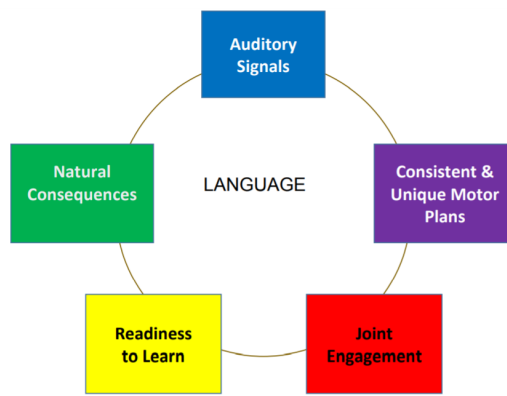 Auditory
Signals
Natural
Consequences
LANGUAGE
Consistent &
Unique Motor
Plans
Readiness
to Learn
Joint
Engagement